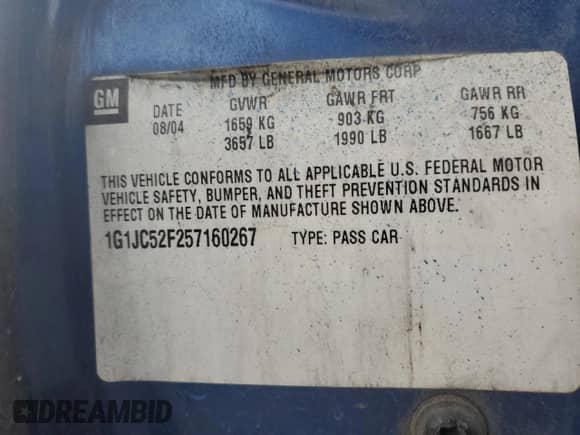 MFD BY GENERAL MOTORS CORP
GM
DATE GVWR GAWR FRT GAWR RR
08/04 1659 KG 903 KG 756 KG
3657 LB 1990 LB 1667 LB
THIS VEHICLE CONFORMS TO ALL APPLICABLE U.S. FEDERAL MOTOR
VEHICLE SAFETY, BUMPER, AND THEFT PREVENTION STANDARDS IN
EFFECT ON THE DATE OF MANUFACTURE SHOWN ABOVE.
1G1JC52F257160267 TYPE: PASS CAR
DREAMBID